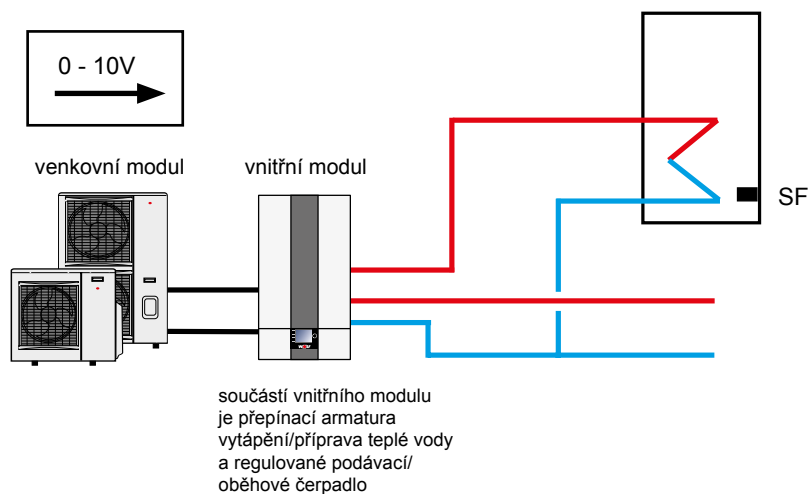 0 - 10V
venkovní modul
vnitřní modul
SF
WOLF
součástí vnitřního modulu
je přepínací armatura
vytápění/příprava teplé vody
a regulované podávací/
oběhové čerpadlo